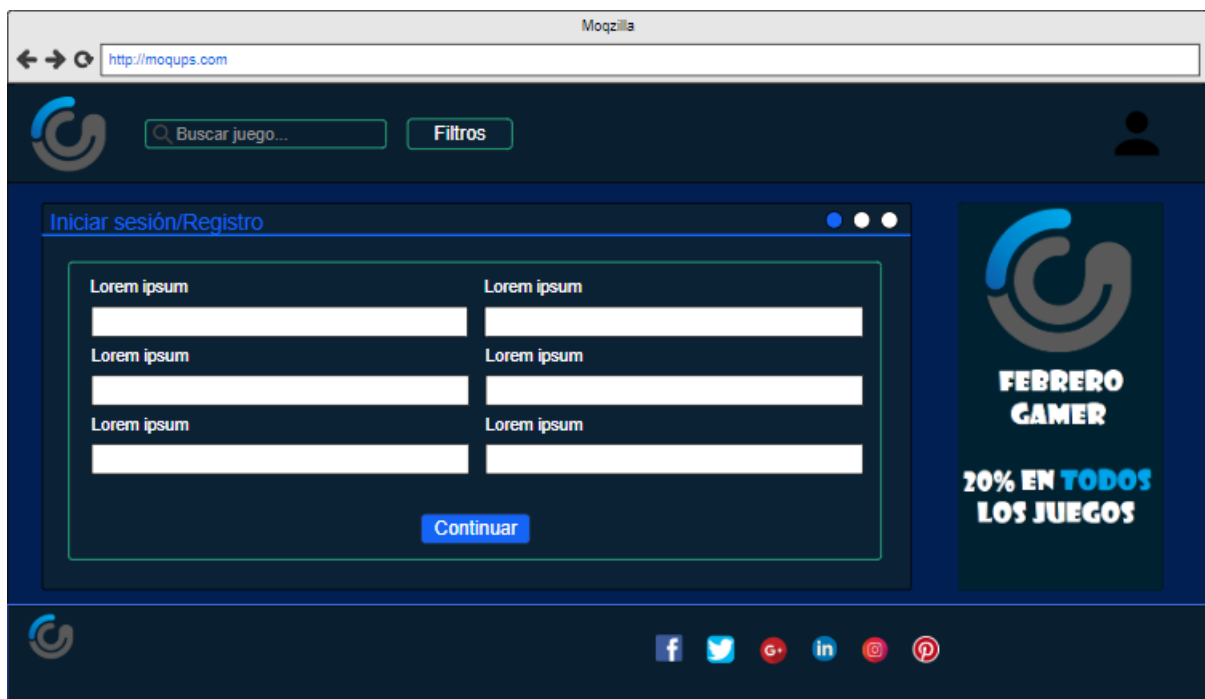 Moqzilla
http://moqups.com
Buscar juego...
Filtros
Iniciar sesión/Registro
Lorem ipsum
Lorem ipsum
Lorem ipsum
Lorem ipsum
Lorem ipsum
Lorem ipsum
Continuar
FEBRERO
GAMER
20% EN TODOS
LOS JUEGOS
f
G+
in